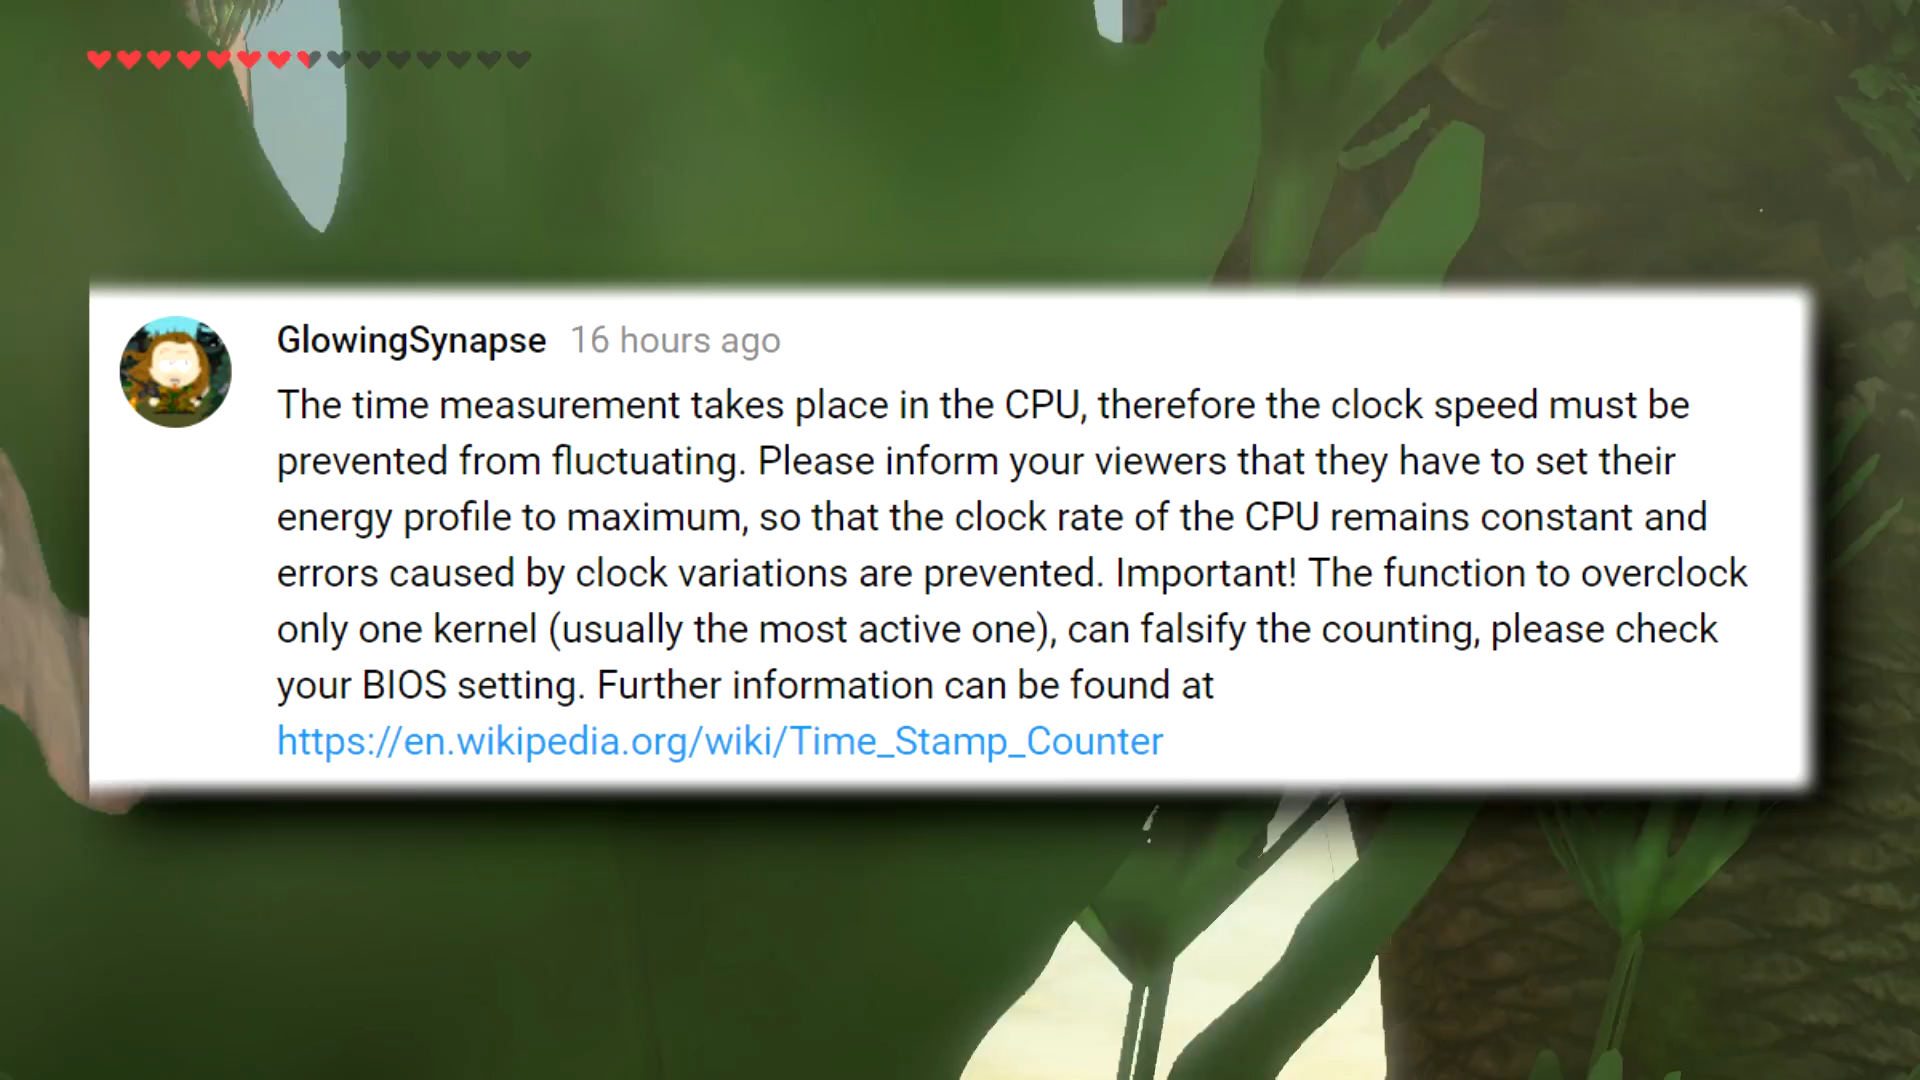 GlowingSynapse 16 hours ago
The time measurement takes place in the CPU, therefore the clock speed must be
prevented from fluctuating. Please inform your viewers that they have to set their
energy profile to maximum, so that the clock rate of the CPU remains constant and
errors caused by clock variations are prevented. Important! The function to overclock
only one kernel (usually the most active one), can falsify the counting, please check
your BIOS setting. Further information can be found at
https://en.wikipedia.org/wiki/Time_Stamp_Counter